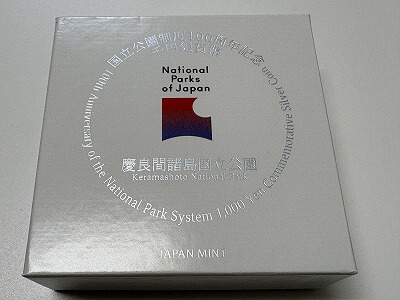 国立公園制度100周年記念
千円銀貨幣
National
Parks
of Japan
慶良間諸島国立公園
Keramashoto National Park
100th Anniversary of the National Park System 1,000 Yen Commemorative Silver Coin
JAPAN MINT